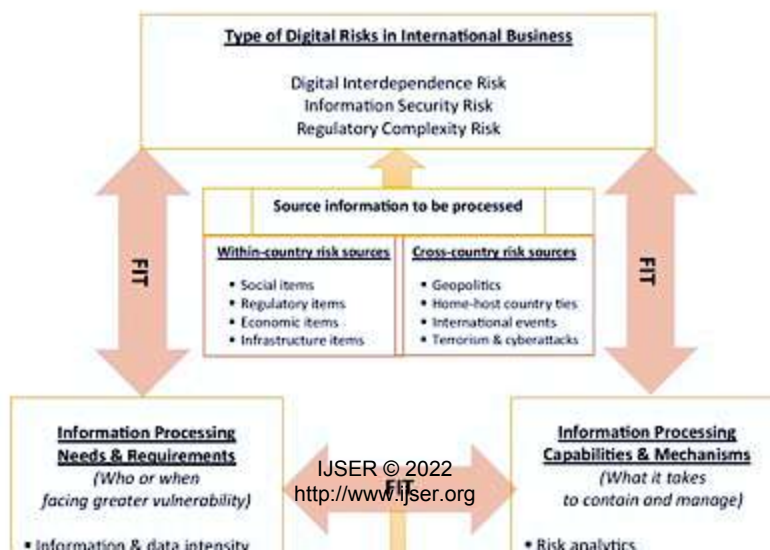 Type of Digital Risks in International Business
Digital Interdependence Risk
Information Security Risk
Regulatory Complexity Risk
Source information to be processed
Within-country risk sources
• Social items
• Regulatory items
• Economic items
• Infrastructure items
Cross-country risk sources
• Geopolitics
• Home-host country ties
• International events
• Terrorism & cyberattacks
FIT
FIT
Information Processing
Needs & Requirements
(Who or when
facing greater vulnerability)
• Information & data intensity
FIT
IJSER © 2022
http://www.ijser.org
Information Processing
Capabilities & Mechanisms
(What it takes
to contain and manage)
• Risk analytics